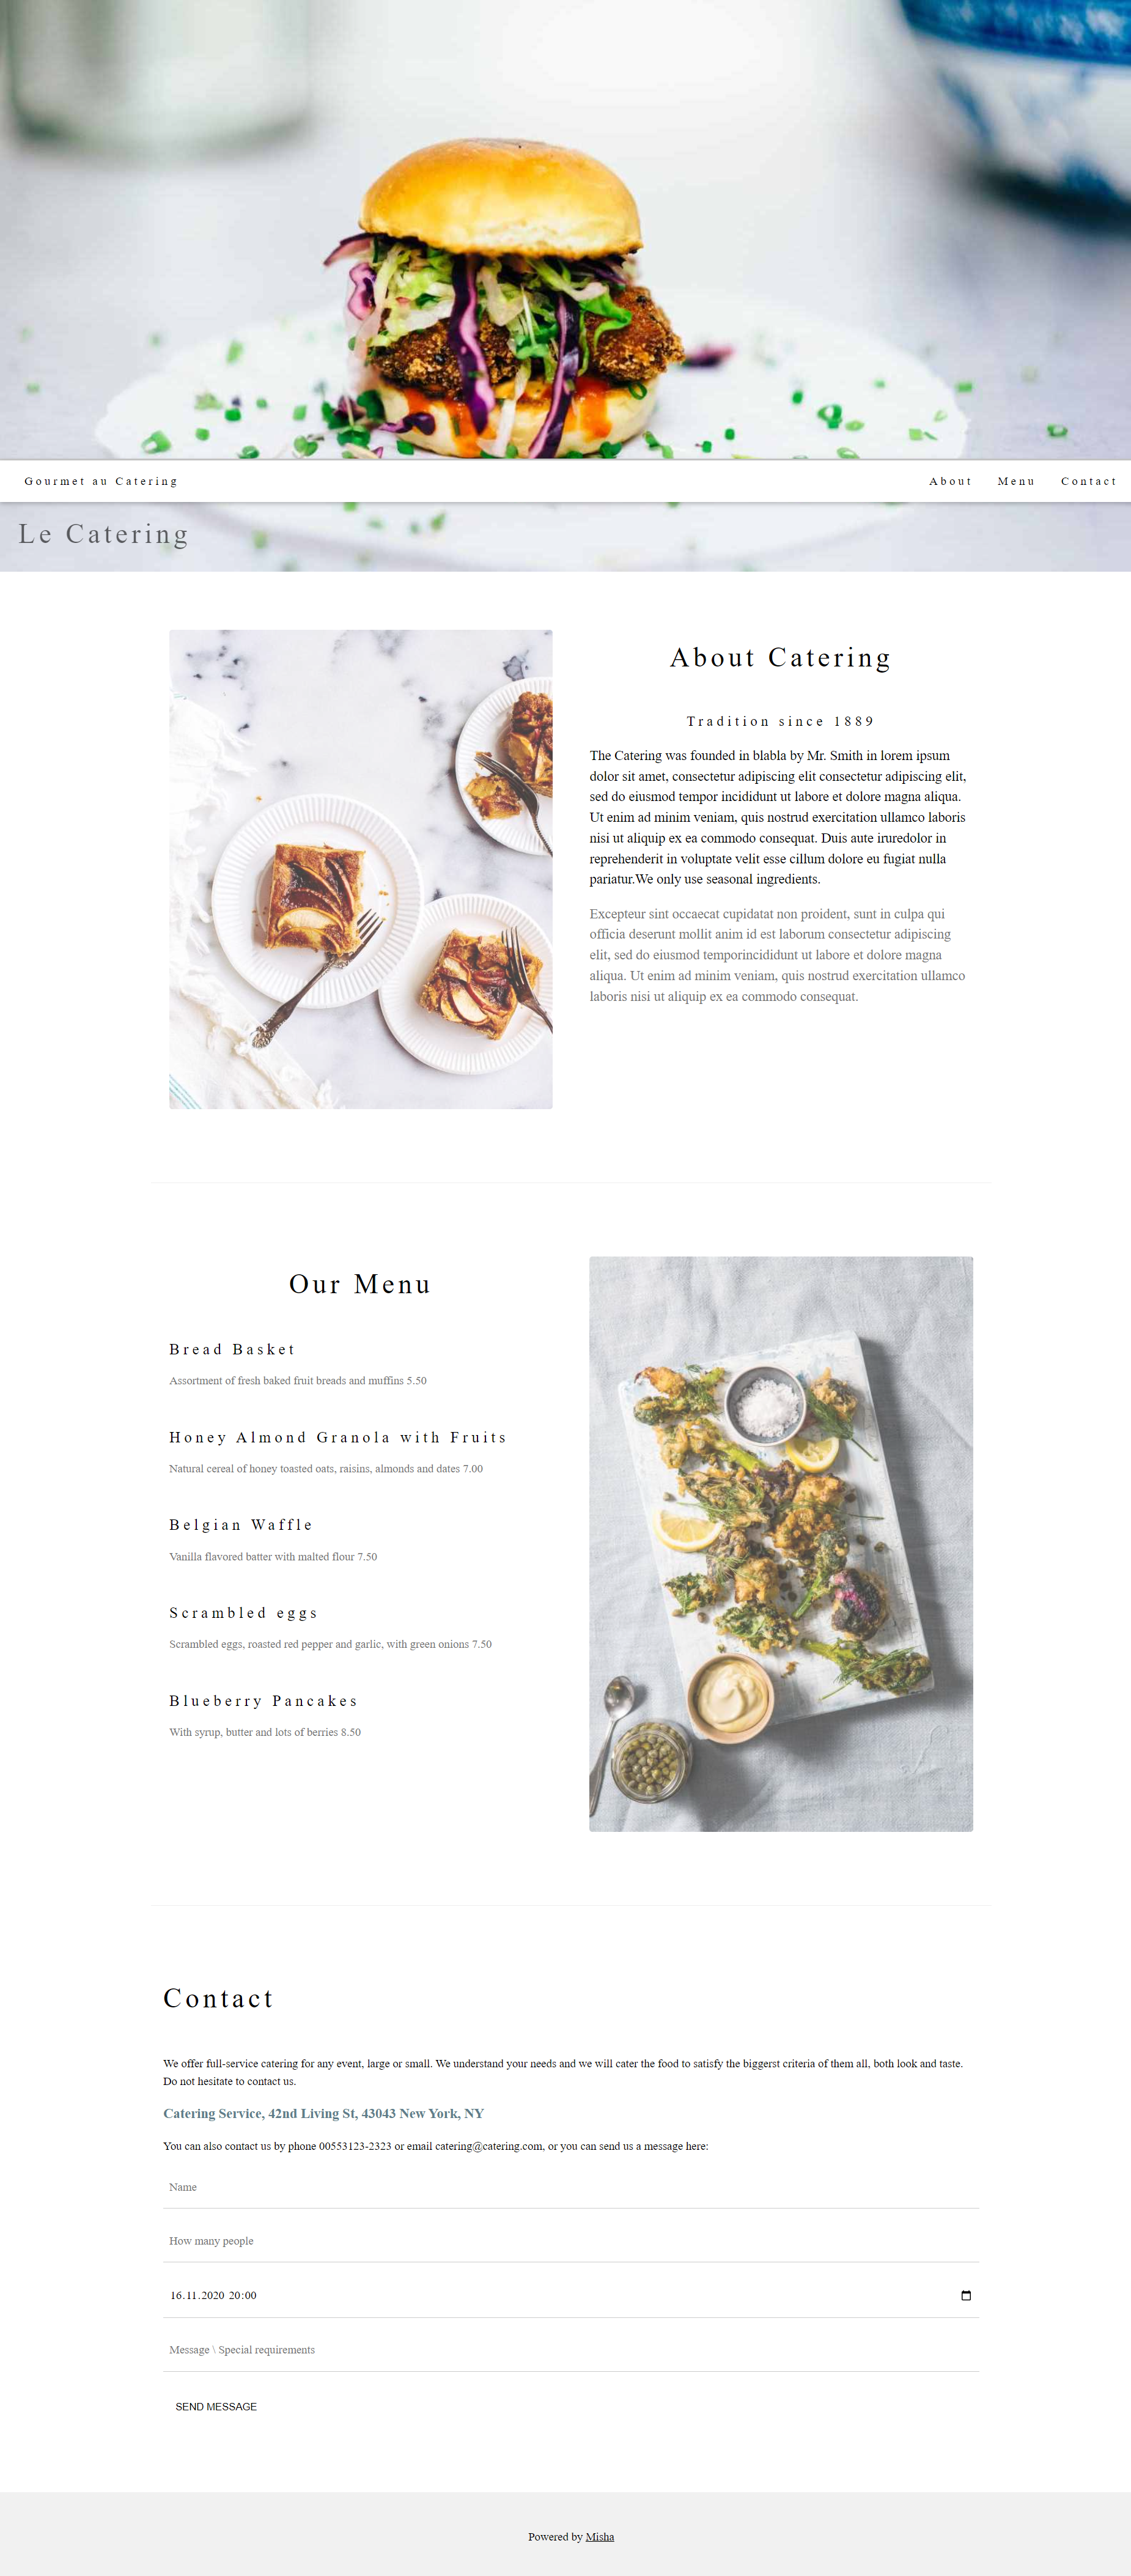 Gourmet au Catering About Menu Contact
Le Catering
About Catering
Tradition since 1889
The Catering was founded in blabla by Mr. Smith in lorem ipsum
dolor sit amet, consectetur adipiscing elit consectetur adipiscing elit,
sed do eiusmod tempor incididunt ut labore et dolore magna aliqua.
Ut enim ad minim veniam, quis nostrud exercitation ullamco laboris
nisi ut aliquip ex ea commodo consequat. Duis aute iruredolor in
reprehenderit in voluptate velit esse cillum dolore eu fugiat nulla
pariatur.We only use seasonal ingredients.
Excepteur sint occaecat cupidatat non proident, sunt in culpa qui
officia deserunt mollit anim id est laborum consectetur adipiscing
elit, sed do eiusmod temporincididunt ut labore et dolore magna
aliqua. Ut enim ad minim veniam, quis nostrud exercitation ullamco
laboris nisi ut aliquip ex ea commodo consequat.
Our Menu
Bread Basket
Assortment of fresh baked fruit breads and muffins 5.50
Honey Almond Granola with Fruits
Natural cereal of honey toasted oats, raisins, almonds and dates 7.00
Belgian Waffle
Vanilla flavored batter with malted flour 7.50
Scrambled eggs
Scrambled eggs, roasted red pepper and garlic, with green onions 7.50
Blueberry Pancakes
With syrup, butter and lots of berries 8.50
Contact
We offer full-service catering for any event, large or small. We understand your needs and we will cater the food to satisfy the biggerst criteria of them all, both look and taste.
Do not hesitate to contact us.
Catering Service, 42nd Living St, 43043 New York, NY
You can also contact us by phone 00553123-2323 or email catering@catering.com, or you can send us a message here:
Name
How many people
16.11.2020 20:00
Message \ Special requirements
SEND MESSAGE
Powered by Misha